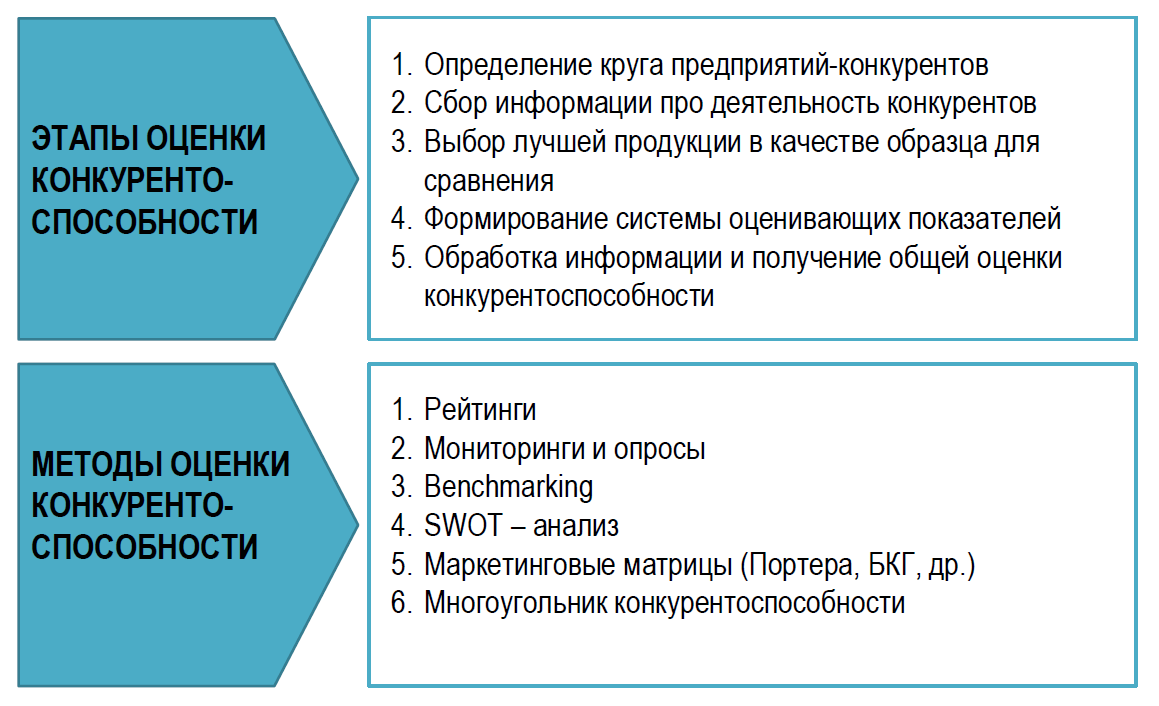 ЭТАПЫ ОЦЕНКИ
КОНКУРЕНТО-
СПОСОБНОСТИ
1. Определение круга предприятий-конкурентов
2. Сбор информации про деятельность конкурентов
3. Выбор лучшей продукции в качестве образца для
сравнения
4. Формирование системы оценивающих показателей
5. Обработка информации и получение общей оценки
конкурентоспособности
МЕТОДЫ ОЦЕНКИ
КОНКУРЕНТО-
СПОСОБНОСТИ
1. Рейтинги
2. Мониторинги и опросы
3. Benchmarking
4. SWOT – анализ
5. Маркетинговые матрицы (Портера, БКГ, др.)
6. Многоугольник конкурентоспособности